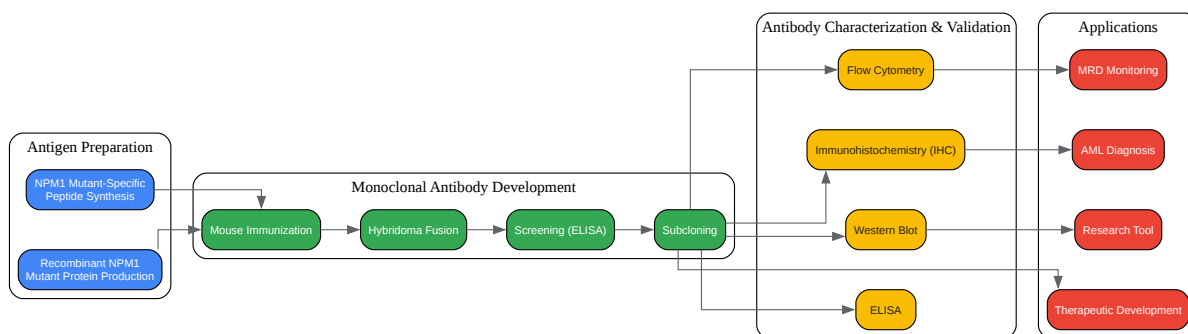 Antigen Preparation
NPM1 Mutant-Specific
Peptide Synthesis
Recombinant NPM1
Mutant Protein Production
Monoclonal Antibody Development
Mouse Immunization
Hybridoma Fusion
Screening (ELISA)
Subcloning
Antibody Characterization & Validation
Flow Cytometry
Immunohistochemistry (IHC)
Western Blot
ELISA
Applications
MRD Monitoring
AML Diagnosis
Research Tool
Therapeutic Development